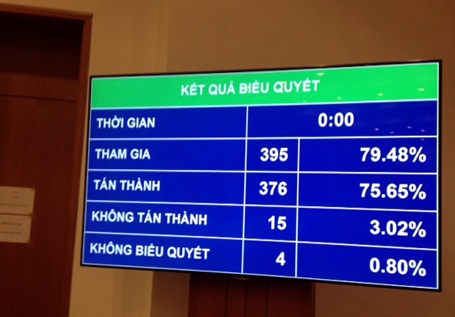 KẾT QUẢ BIỂU QUYẾT
THỜI GIAN 0:00
THAM GIA 395 79.48%
TÁN THÀNH 376 75.65%
KHÔNG TÁN THÀNH 15 3.02%
KHÔNG BIỂU QUYẾT 4 0.80%